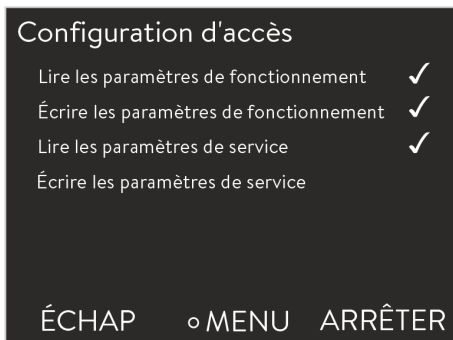 Configuration d'accès
Lire les paramètres de fonctionnement ✓
Écrire les paramètres de fonctionnement ✓
Lire les paramètres de service ✓
Écrire les paramètres de service
ÉCHAP ○ MENU ARRÊTER